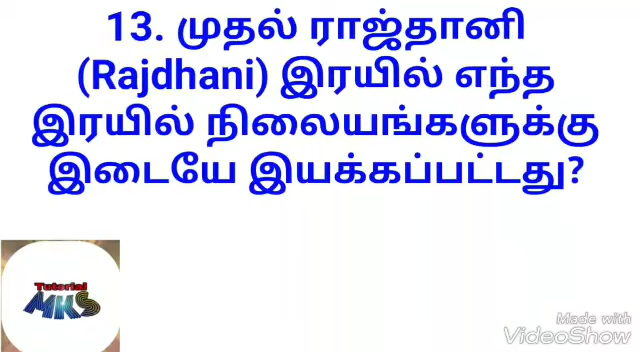 13. முதல் ராஜ்தானி
(Rajdhani) இரயில் எந்த
இரயில் நிலையங்களுக்கு
இடையே இயக்கப்பட்டது?
Tutorial
MKS
Made with
VideoShow